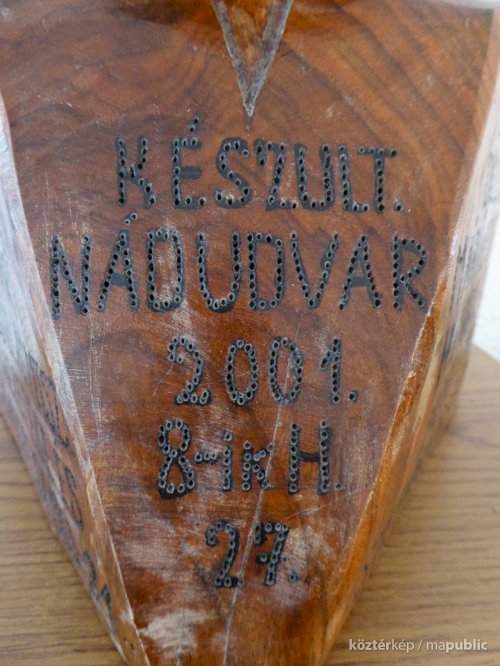 KÉSZULT.
NÁDUDVAR
2001.
8-ik H.
27.
köztérkép / mapublic